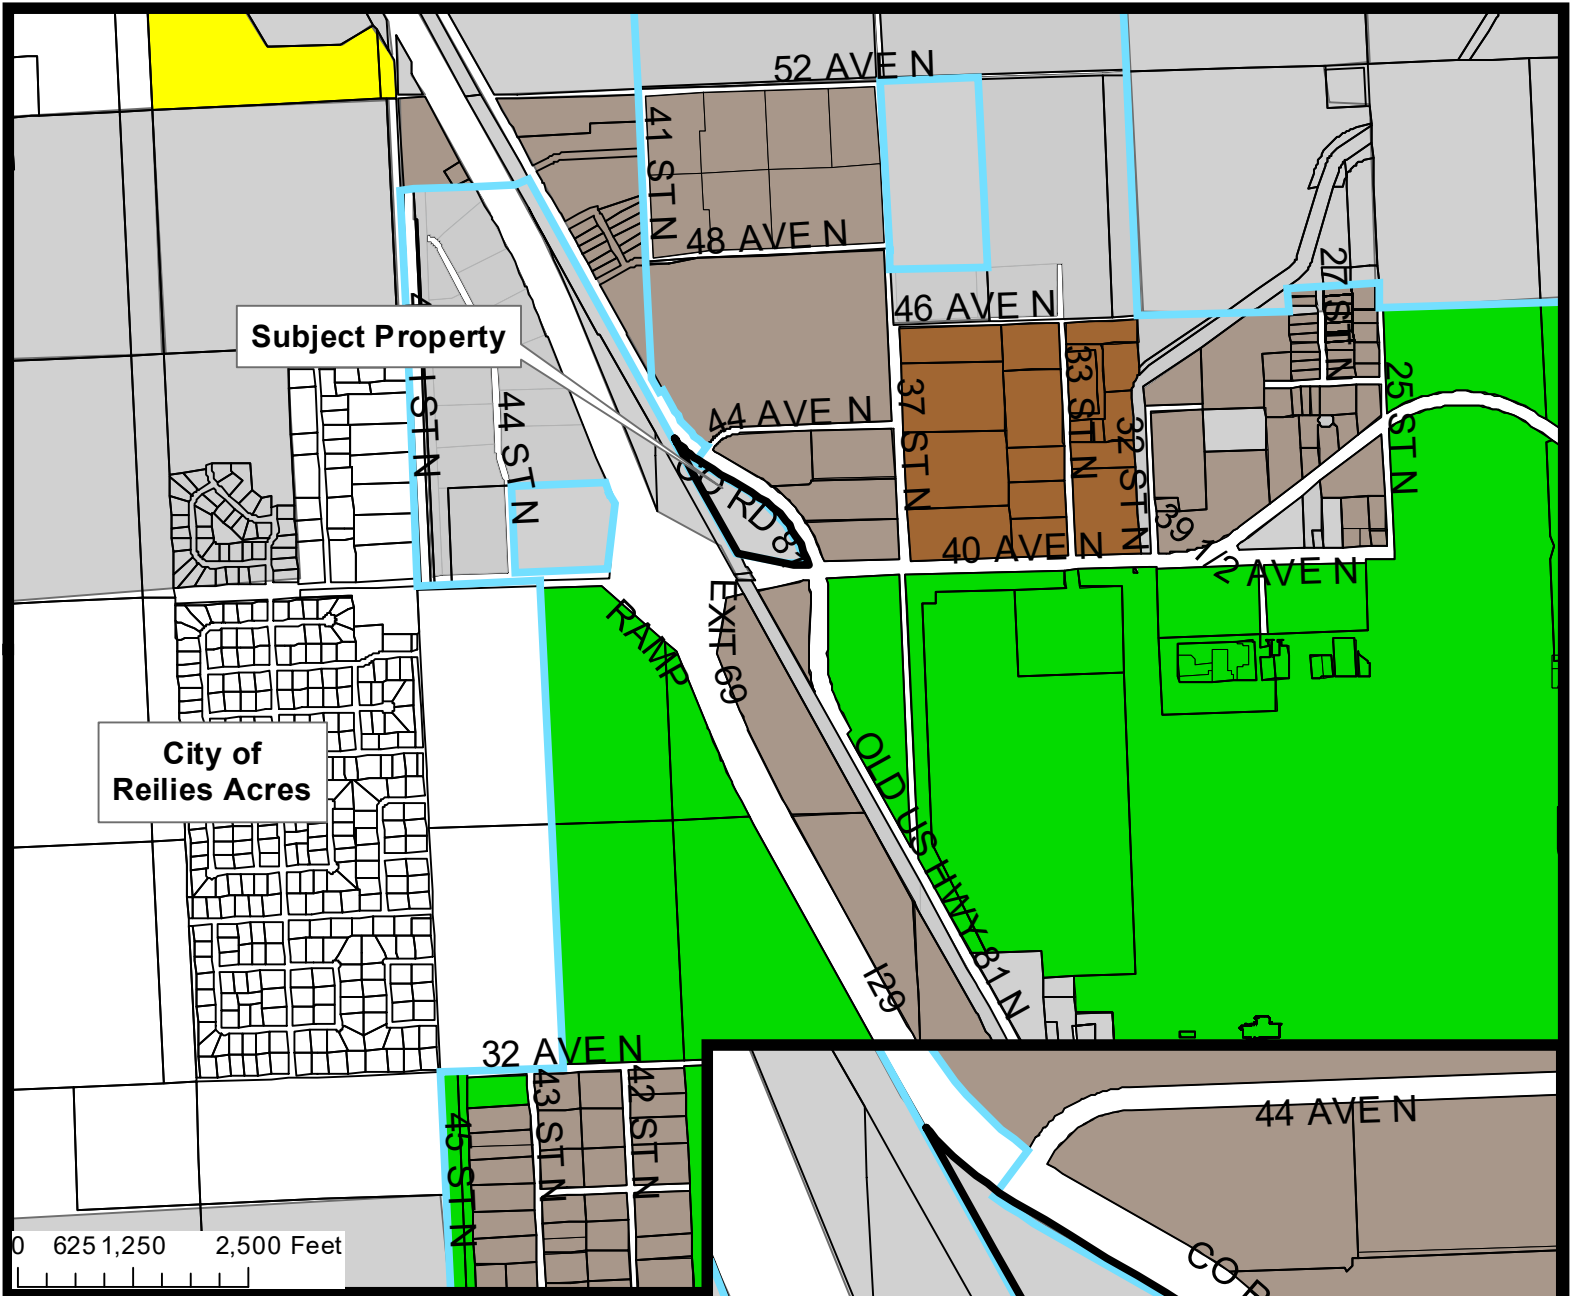 52 AVE N
41 ST N
48 AVE N
27 ST N
46 AVE N
Subject Property
ST N
44 ST N
44 AVE N
37 ST N
33 ST N
32 ST N
25 ST N
CO RD 81
39 1/2 AVE N
40 AVE N
EXIT 69
RAMP
City of
Reilies Acres
OLD US HWY 81 N
I29
32 AVE N
45 ST N
43 ST N
42 ST N
0 625 1,250 2,500 Feet
44 AVE N
CO R